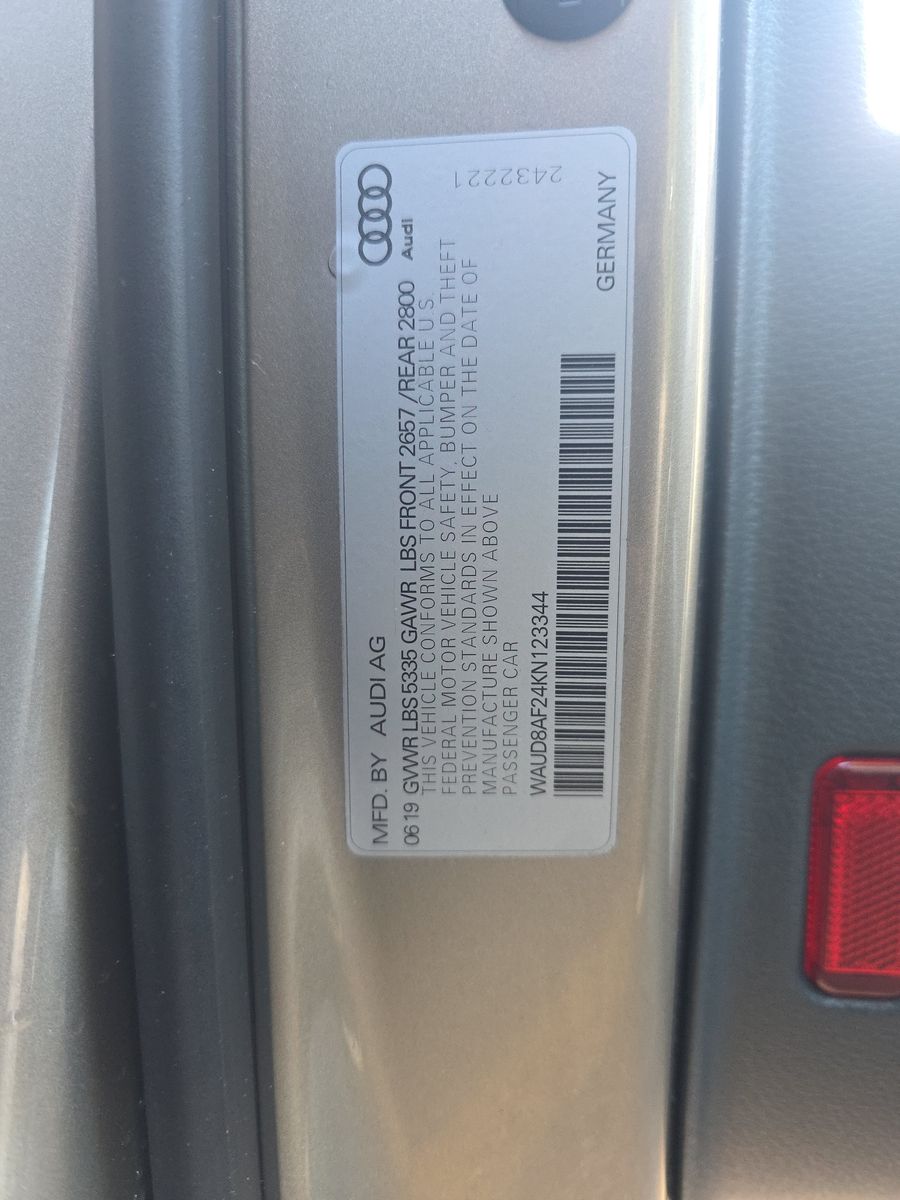 MFD. BY AUDI AG
Audi
0619 GVWR LBS 5335 GAWR LBS FRONT 2657 /REAR 2800
THIS VEHICLE CONFORMS TO ALL APPLICABLE U S.
FEDERAL MOTOR VEHICLE SAFETY, BUMPER AND THEFT
PREVENTION STANDARDS IN EFFECT ON THE DATE OF
MANUFACTURE SHOWN ABOVE
PASSENGER CAR
2432221
WAUD8AF24KN123344
GERMANY